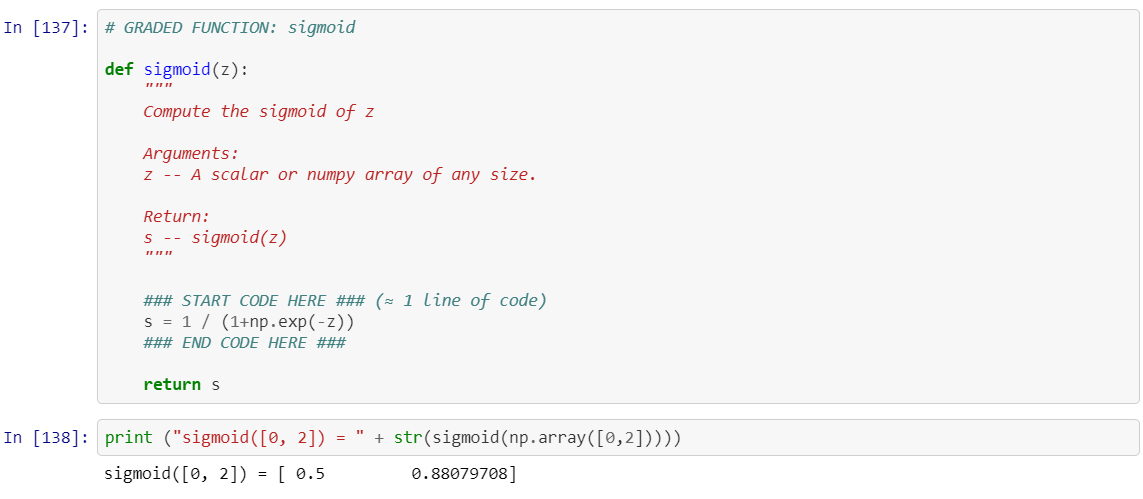 In [137]: # GRADED FUNCTION: sigmoid
def sigmoid(z):
"""
Compute the sigmoid of z
Arguments:
z -- A scalar or numpy array of any size.
Return:
s -- sigmoid(z)
"""
### START CODE HERE ### (≈ 1 line of code)
s = 1 / (1+np.exp(-z))
### END CODE HERE ###
return s
In [138]: print ("sigmoid([0, 2]) = " + str(sigmoid(np.array([0,2]))))
sigmoid([0, 2]) = [ 0.5        0.88079708]